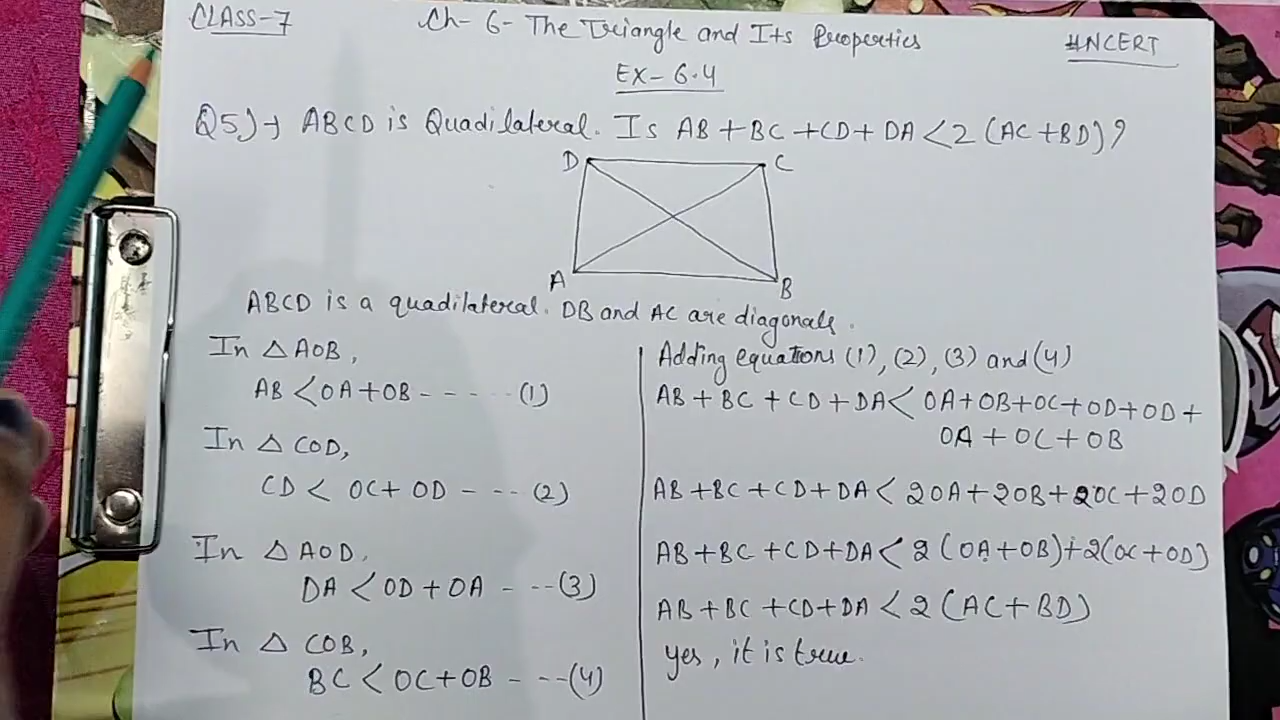 CLASS-7 Ch-6- The Triangle and Its Properties #NCERT
Ex-6.4
Q5)→ ABCD is Quadilateral. Is AB+BC+CD+DA<2(AC+BD)?
D C
A B
ABCD is a quadilateral. DB and AC are diagonals.
In △AOB,
AB<OA+OB- - - - - -(1)
In △ COD,
CD< OC+ OD - - - - (2)
In △ AOD,
DA<OD+OA - - - -(3)
In △ COB,
BC<OC+OB - - - -(4)
Adding equations (1), (2), (3) and (4)
AB+BC+CD+DA< OA+OB+OC+OD+OD+
OA+OC+OB
AB+BC+CD+DA< 2OA+2OB+2OC+2OD
AB+BC+CD+DA< 2(OA+OB)+2(OC+OD)
AB+BC+CD+DA<2(AC+BD)
yes, it is true.